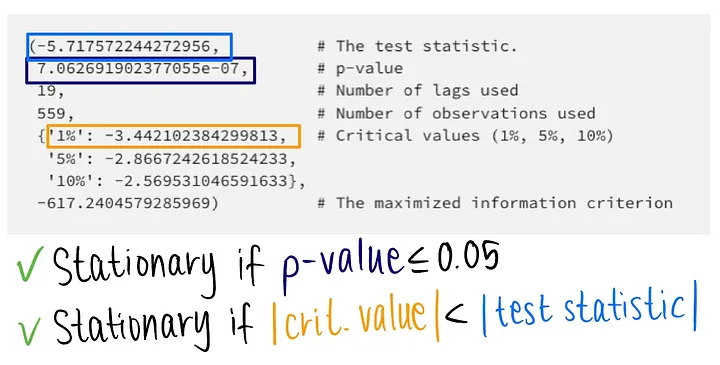 (-5.717572244272956, # The test statistic.
7.062691902377055e-07, # p-value
19, # Number of lags used
559, # Number of observations used
{'1%': -3.442102384299813, # Critical values (1%, 5%, 10%)
'5%': -2.8667242618524233,
'10%': -2.569531046591633},
-617.2404579285969) # The maximized information criterion
✓ Stationary if p-value ≤ 0.05
✓ Stationary if |crit. value| < |test statistic|